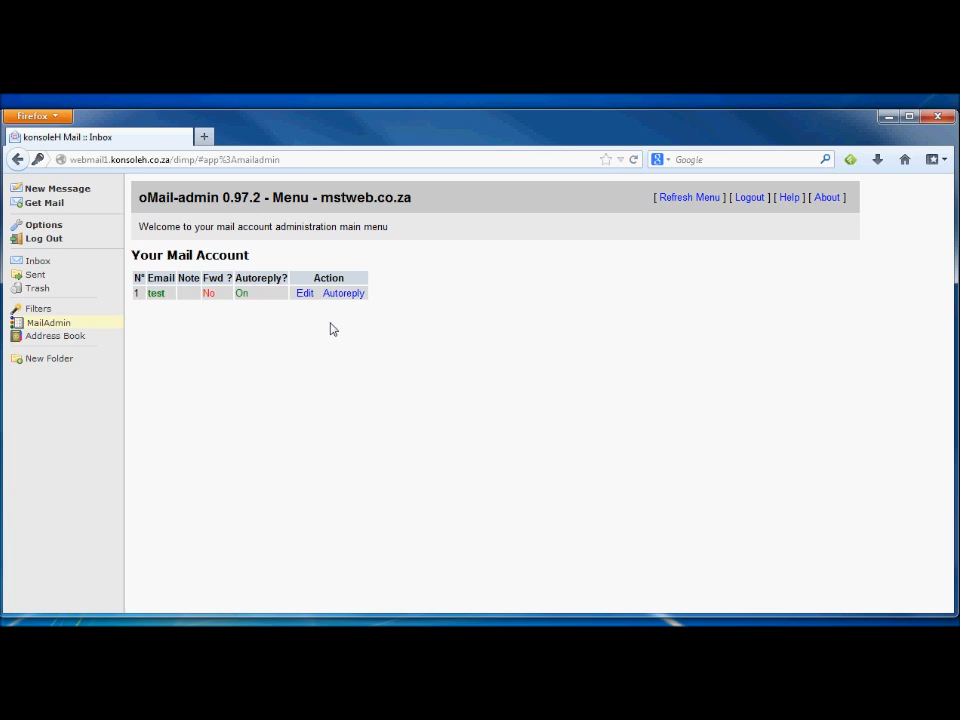 Firefox
konsoleH Mail :: Inbox
webmail1.konsoleh.co.za/dimp/#app%3Amailadmin
Google
New Message
Get Mail
Options
Log Out
Inbox
Sent
Trash
Filters
MailAdmin
Address Book
New Folder
oMail-admin 0.97.2 - Menu - mstweb.co.za
[ Refresh Menu ] [ Logout ] [ Help ] [ About ]
Welcome to your mail account administration main menu
Your Mail Account
N° Email Note Fwd ? Autoreply? Action
1 test No On Edit Autoreply